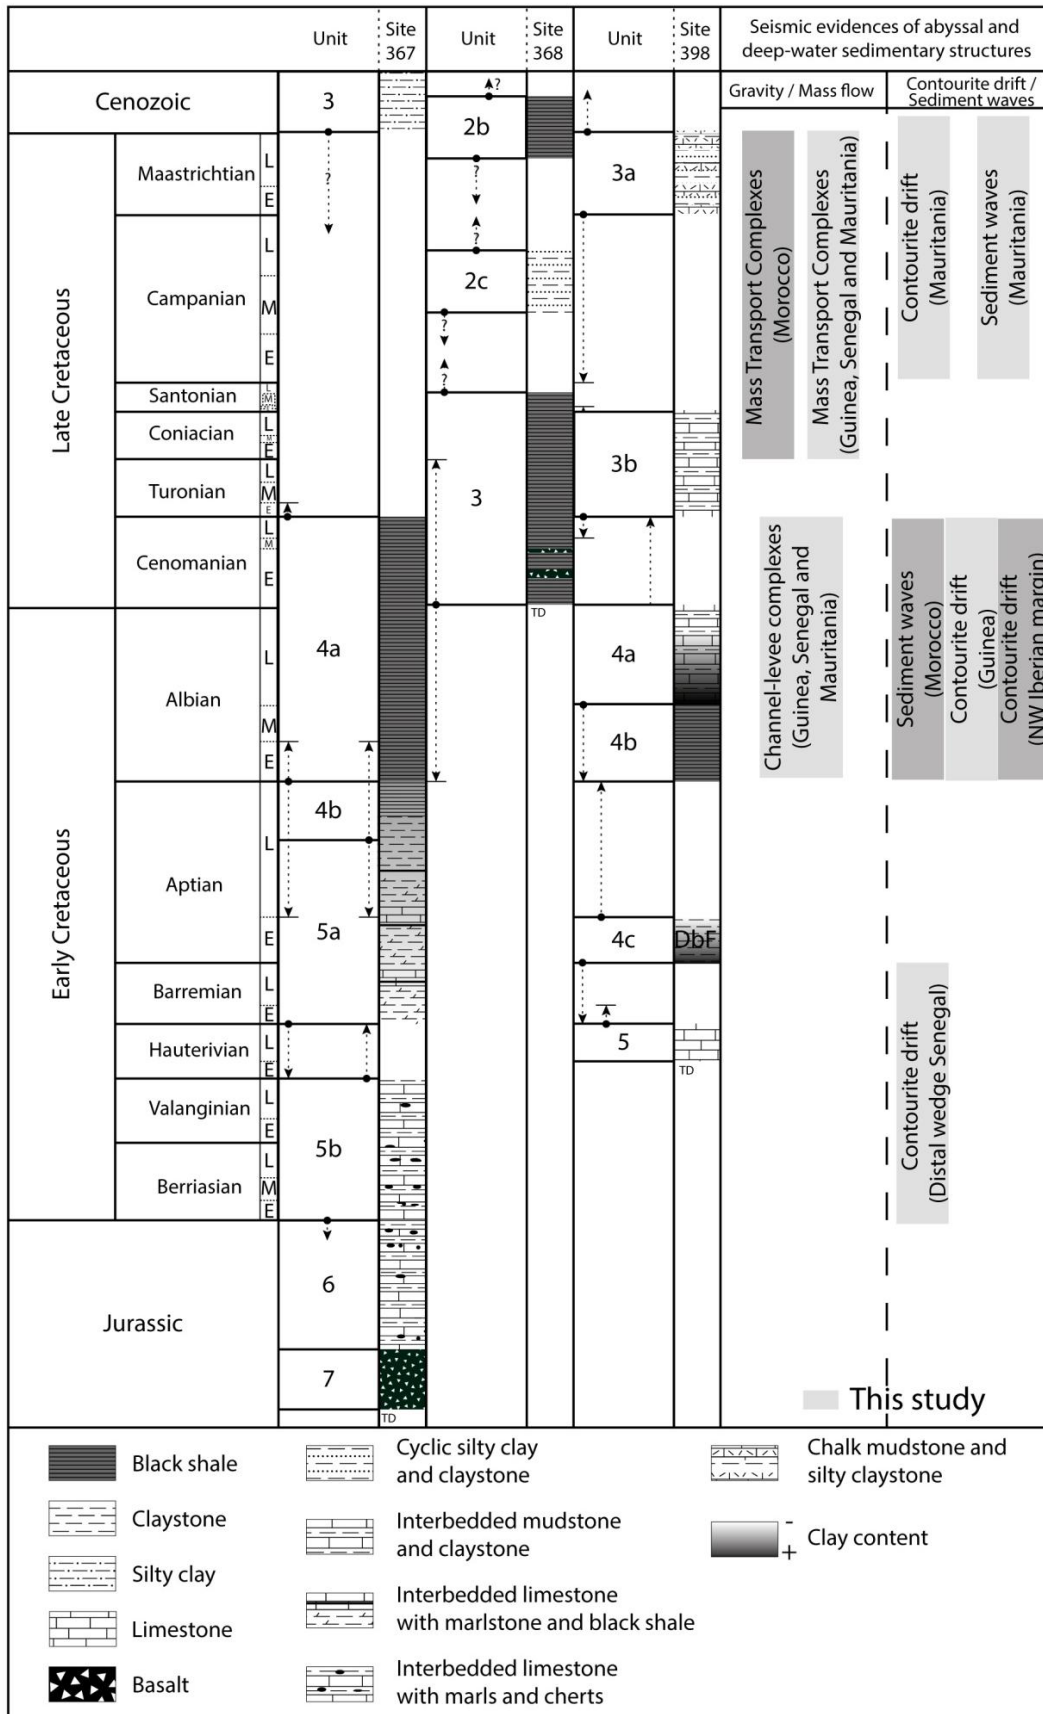 Unit
Site
367
Unit
Site
368
Unit
Site
398
Seismic evidences of abyssal and
deep-water sedimentary structures
Gravity / Mass flow
Contourite drift /
Sediment waves
Cenozoic
3
?
2b
Late Cretaceous
Maastrichtian
L
E
?
?
3a
Campanian
L
M
E
2c
?
?
Santonian
L
M
Coniacian
L
M
E
3b
Turonian
L
M
E
3
Cenomanian
L
M
E
TD
Early Cretaceous
Albian
L
M
E
4a
4a
4b
Aptian
L
E
4b
5a
4c
DbF
Barremian
L
E
Hauterivian
L
E
5
TD
Valanginian
L
E
5b
Berriasian
L
M
E
Jurassic
6
7
TD
Mass Transport Complexes
(Morocco)
Mass Transport Complexes
(Guinea, Senegal and Mauritania)
Contourite drift
(Mauritania)
Sediment waves
(Mauritania)
Channel-levee complexes
(Guinea, Senegal and
Mauritania)
Sediment waves
(Morocco)
Contourite drift
(Guinea)
Contourite drift
(NW Iberian margin)
Contourite drift
(Distal wedge Senegal)
This study
Black shale
Claystone
Silty clay
Limestone
Basalt
Cyclic silty clay
and claystone
Interbedded mudstone
and claystone
Interbedded limestone
with marlstone and black shale
Interbedded limestone
with marls and cherts
Chalk mudstone and
silty claystone
-
+
Clay content